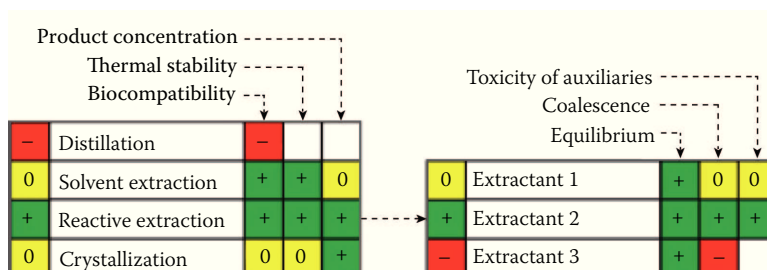 Product concentration
Thermal stability
Biocompatibility
Toxicity of auxiliaries
Coalescence
Equilibrium
– Distillation –
0 Solvent extraction + + 0
+ Reactive extraction + + +
0 Crystallization 0 0 +
0 Extractant 1 + 0 0
+ Extractant 2 + + +
– Extractant 3 + –